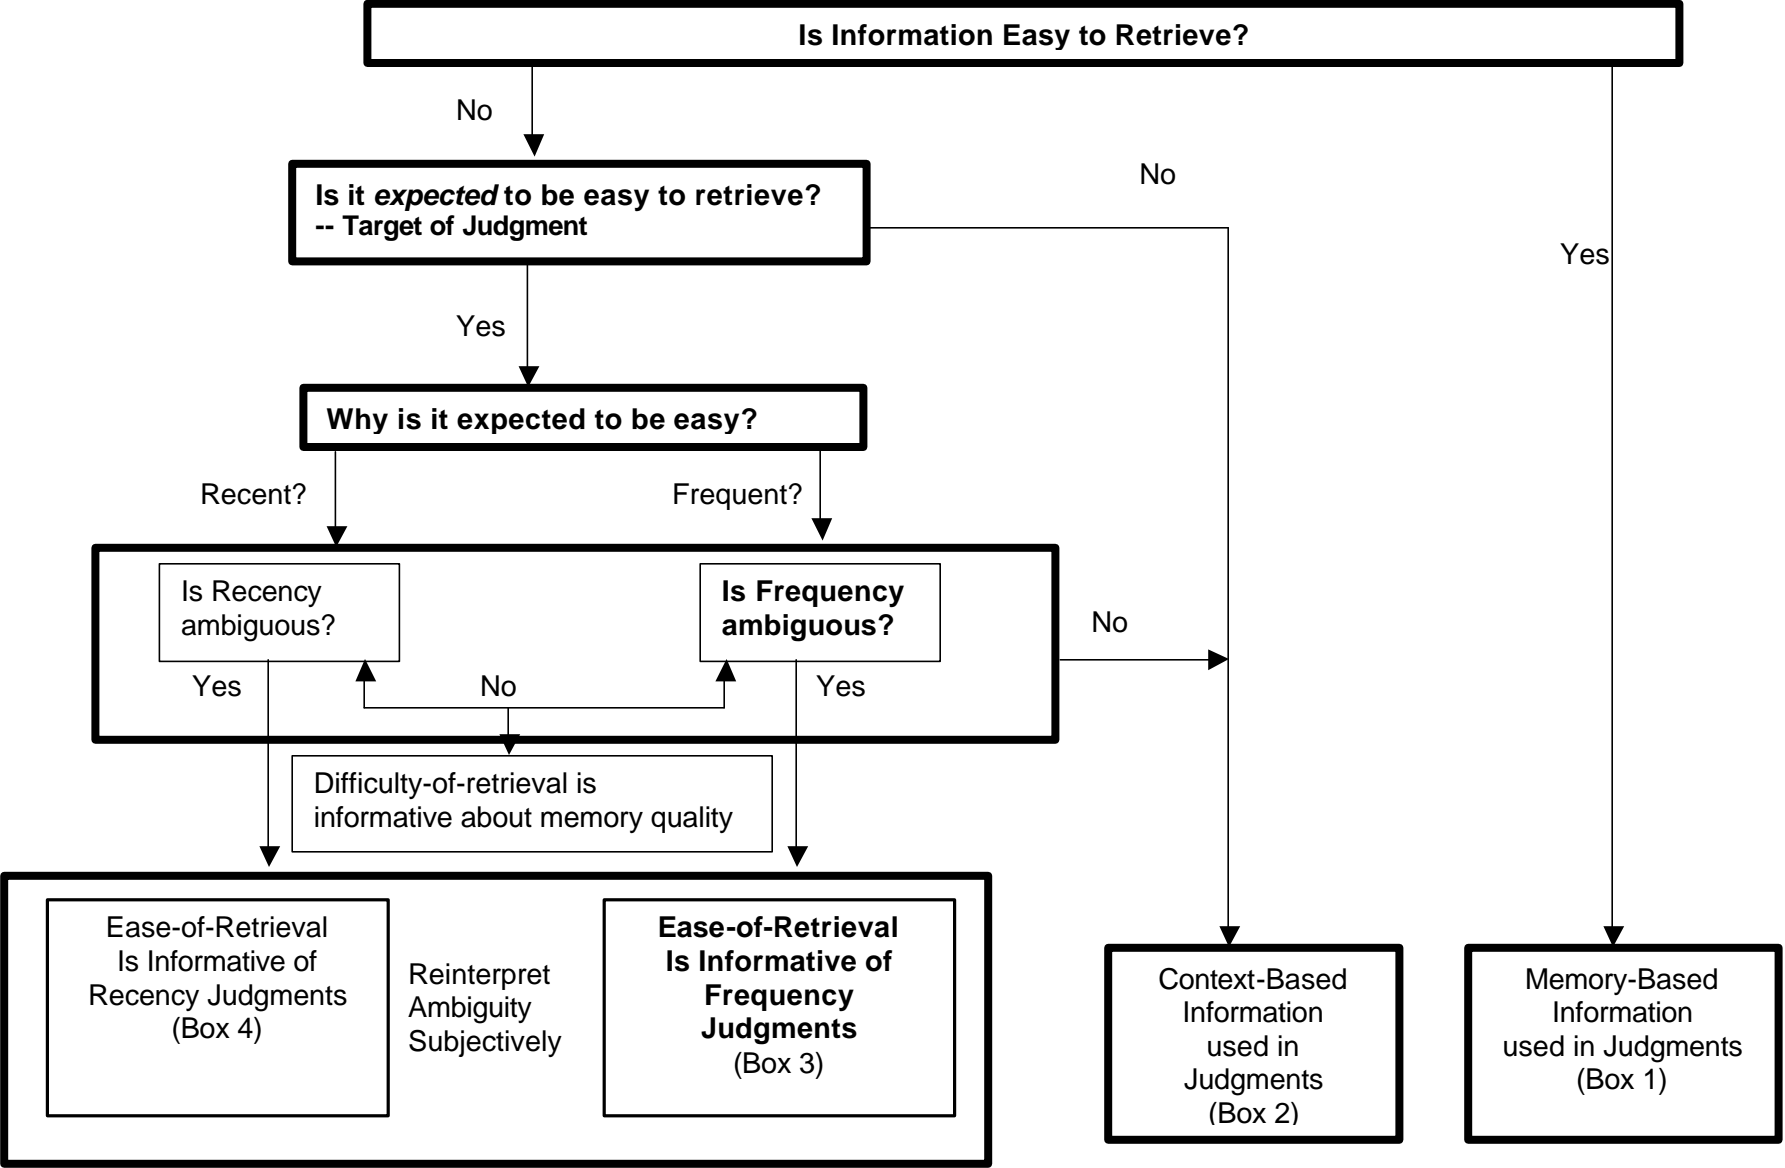 Is Information Easy to Retrieve?
No
No
Is it expected to be easy to retrieve?
-- Target of Judgment
Yes
Yes
Why is it expected to be easy?
Recent?
Frequent?
Is Recency
ambiguous?
Is Frequency
ambiguous?
No
Yes
No
Yes
Difficulty-of-retrieval is
informative about memory quality
Ease-of-Retrieval
Is Informative of
Recency Judgments
(Box 4)
Reinterpret
Ambiguity
Subjectively
Ease-of-Retrieval
Is Informative of
Frequency
Judgments
(Box 3)
Context-Based
Information
used in
Judgments
(Box 2)
Memory-Based
Information
used in Judgments
(Box 1)